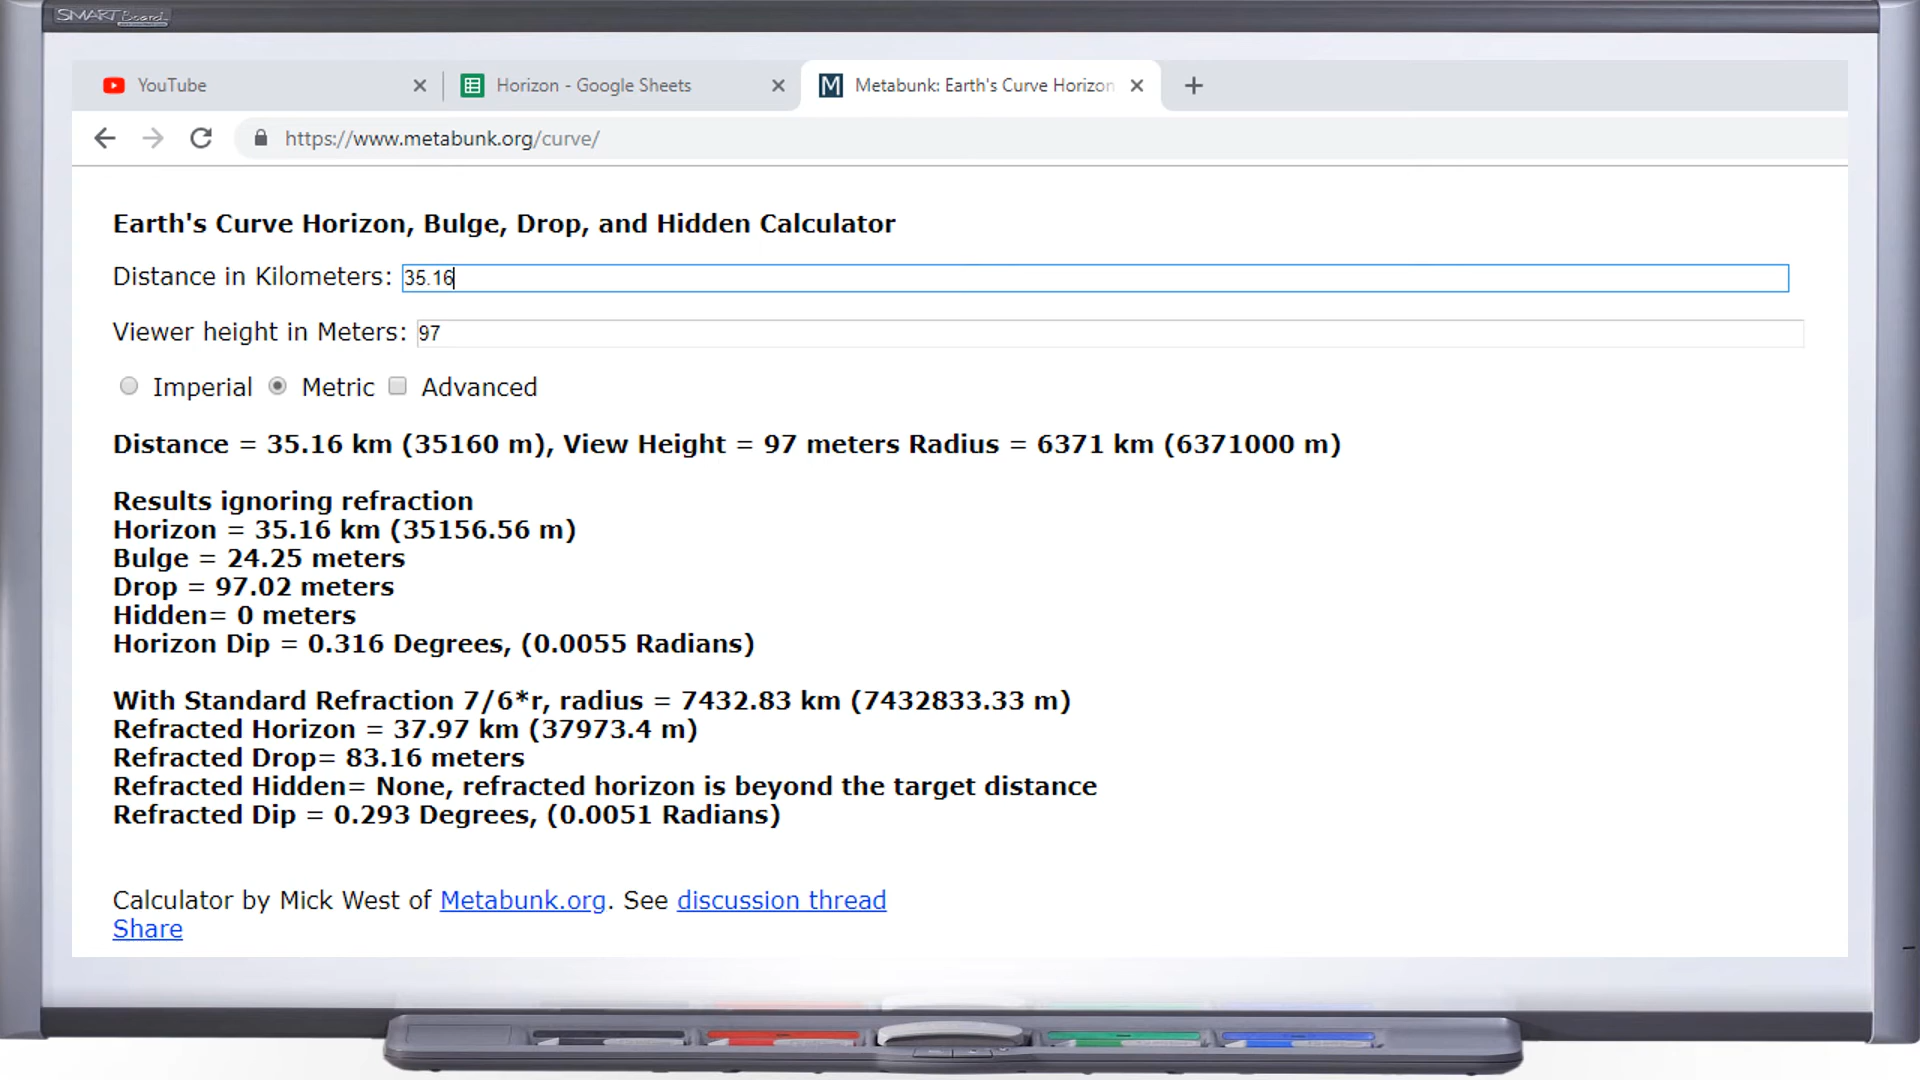 SMART Board
YouTube
Horizon - Google Sheets
Metabunk: Earth's Curve Horizon
https://www.metabunk.org/curve/
Earth's Curve Horizon, Bulge, Drop, and Hidden Calculator
Distance in Kilometers: 35.16
Viewer height in Meters: 97
Imperial Metric Advanced
Distance = 35.16 km (35160 m), View Height = 97 meters Radius = 6371 km (6371000 m)
Results ignoring refraction
Horizon = 35.16 km (35156.56 m)
Bulge = 24.25 meters
Drop = 97.02 meters
Hidden= 0 meters
Horizon Dip = 0.316 Degrees, (0.0055 Radians)
With Standard Refraction 7/6*r, radius = 7432.83 km (7432833.33 m)
Refracted Horizon = 37.97 km (37973.4 m)
Refracted Drop= 83.16 meters
Refracted Hidden= None, refracted horizon is beyond the target distance
Refracted Dip = 0.293 Degrees, (0.0051 Radians)
Calculator by Mick West of Metabunk.org. See discussion thread
Share